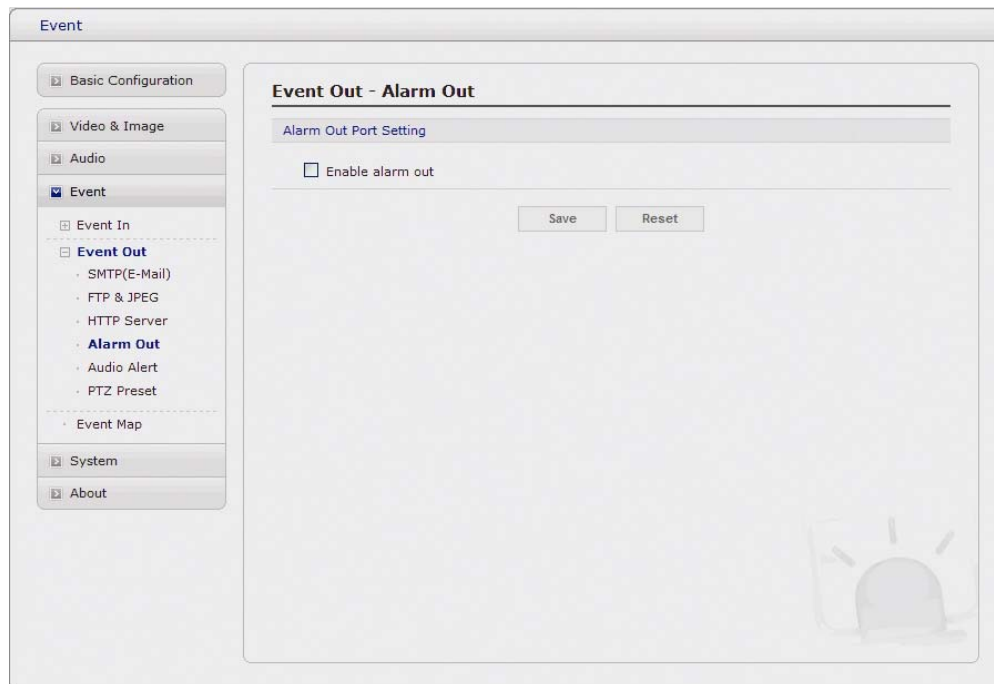 Event
Basic Configuration
Video & Image
Audio
Event
Event In
Event Out
SMTP(E-Mail)
FTP & JPEG
HTTP Server
Alarm Out
Audio Alert
PTZ Preset
Event Map
System
About
Event Out - Alarm Out
Alarm Out Port Setting
Enable alarm out
Save Reset